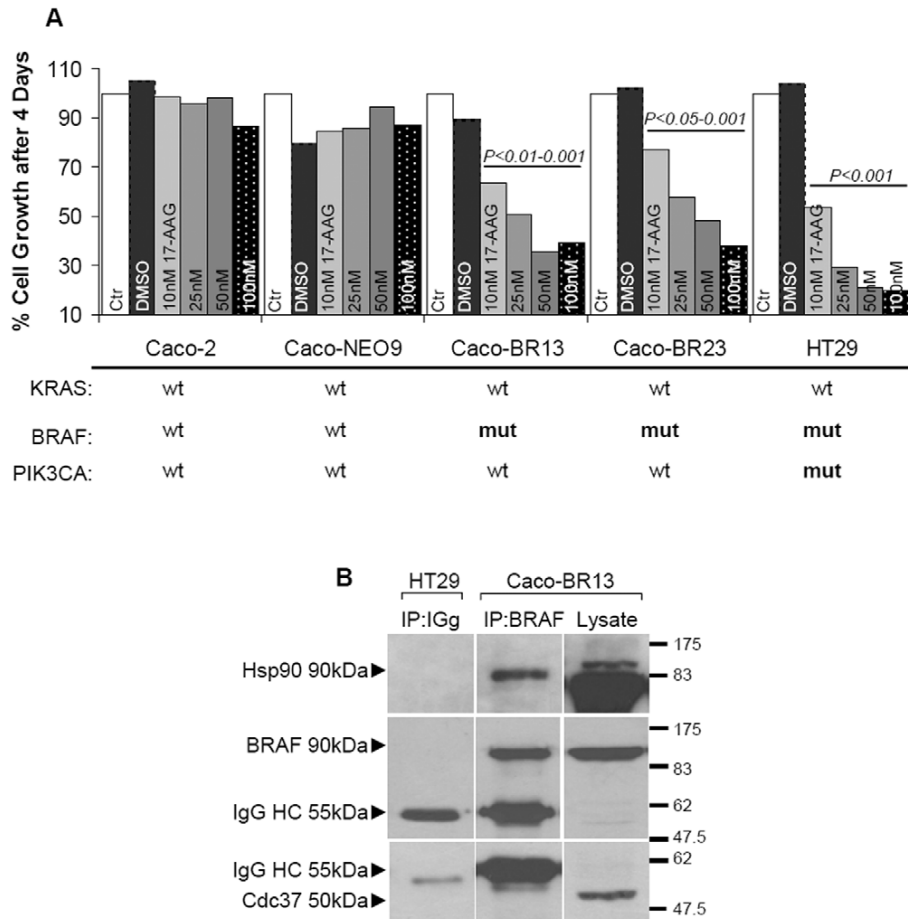 A
% Cell Growth after 4 Days
110
90
70
50
30
10
Ctr DMSO 10nM 17-AAG 25nM 50nM 100nM
Ctr DMSO 10nM 17-AAG 25nM 50nM 100nM
Ctr DMSO 10nM 17-AAG 25nM 50nM 100nM
Ctr DMSO 10nM 17-AAG 25nM 50nM 100nM
Ctr DMSO 10nM 17-AAG 25nM 50nM 100nM
P<0.01-0.001
P<0.05-0.001
P<0.001
Caco-2 Caco-NEO9 Caco-BR13 Caco-BR23 HT29
KRAS: wt wt wt wt wt
BRAF: wt wt mut mut mut
PIK3CA: wt wt wt wt mut
B
HT29 Caco-BR13
IP:IGg IP:BRAF Lysate
175
Hsp90 90kDa 83
175
BRAF 90kDa
83
IgG HC 55kDa 62
47.5
IgG HC 55kDa 62
Cdc37 50kDa 47.5